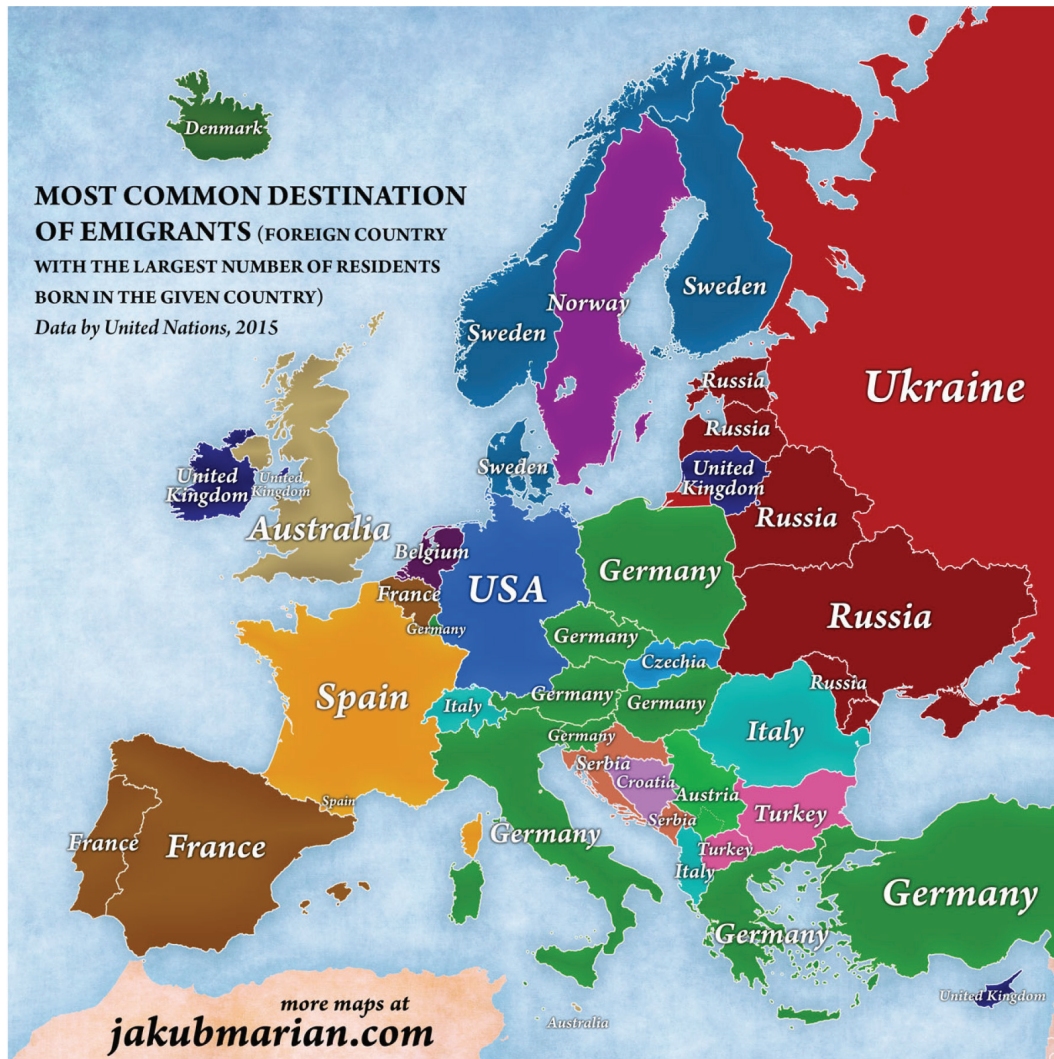 Denmark
MOST COMMON DESTINATION
OF EMIGRANTS (FOREIGN COUNTRY
WITH THE LARGEST NUMBER OF RESIDENTS
BORN IN THE GIVEN COUNTRY)
Data by United Nations, 2015
Sweden
Norway
Sweden
Russia
Ukraine
Russia
Sweden
United
Kingdom
United
Kingdom
United
Kingdom
Australia
Russia
Belgium
USA
Germany
France
Germany
Russia
Germany
Czechia
Spain
Italy
Germany
Germany
Russia
Germany
Italy
Serbia
Croatia
Austria
Spain
Serbia
Turkey
France
France
Germany
Turkey
Italy
Germany
Germany
United Kingdom
more maps at
jakubmarian.com
Australia